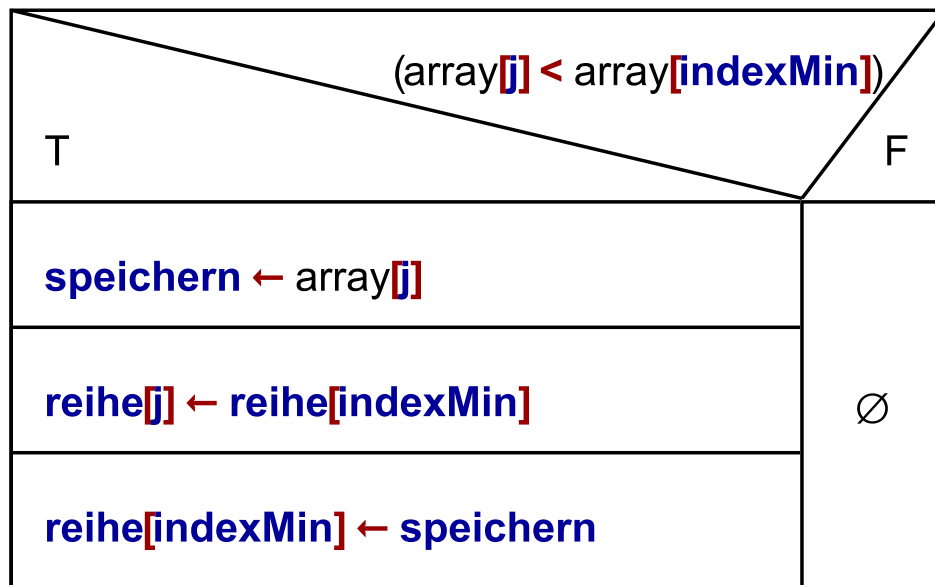 (array[j] < array[indexMin])
T
F
speichern ← array[j]
reihe[j] ← reihe[indexMin]
∅
reihe[indexMin] ← speichern